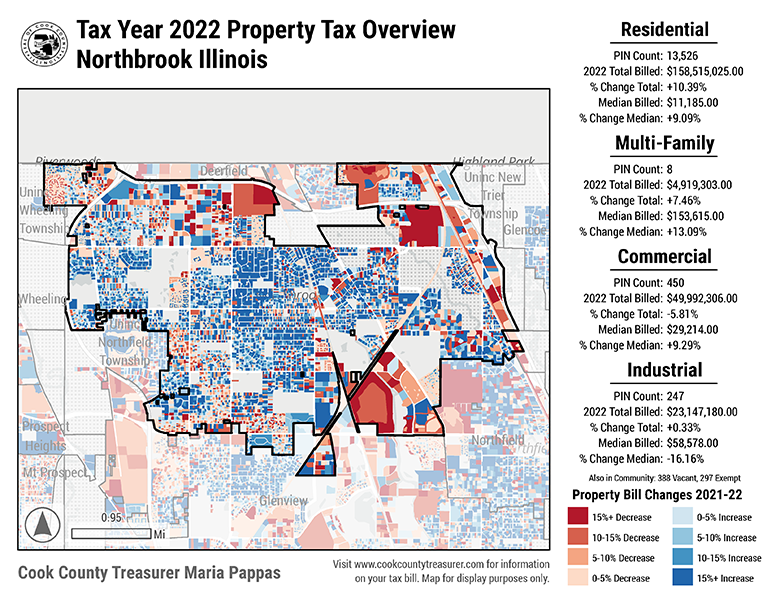 Tax Year 2022 Property Tax Overview
Northbrook Illinois
Riverwoods
Deerfield
Highland Park
Uninc
Wheeling
Township
Uninc New
Trier
Township
Glencoe
Wheeling
Uninc
Northfield
Township
Prospect
Heights
Mt Prospect
Northfield
Glenview
0.95
Mi
Cook County Treasurer Maria Pappas
Visit www.cookcountytreasurer.com for information
on your tax bill. Map for display purposes only.
Residential
PIN Count: 13,526
2022 Total Billed: $158,515,025.00
% Change Total: +10.39%
Median Billed: $11,185.00
% Change Median: +9.09%
Multi-Family
PIN Count: 8
2022 Total Billed: $4,919,303.00
% Change Total: +7.46%
Median Billed: $153,615.00
% Change Median: +13.09%
Commercial
PIN Count: 450
2022 Total Billed: $49,992,306.00
% Change Total: -5.81%
Median Billed: $29,214.00
% Change Median: +9.29%
Industrial
PIN Count: 247
2022 Total Billed: $23,147,180.00
% Change Total: +0.33%
Median Billed: $58,578.00
% Change Median: -16.16%
Also in Community: 388 Vacant, 297 Exempt
Property Bill Changes 2021-22
15%+ Decrease
0-5% Increase
10-15% Decrease
5-10% Increase
5-10% Decrease
10-15% Increase
0-5% Decrease
15%+ Increase